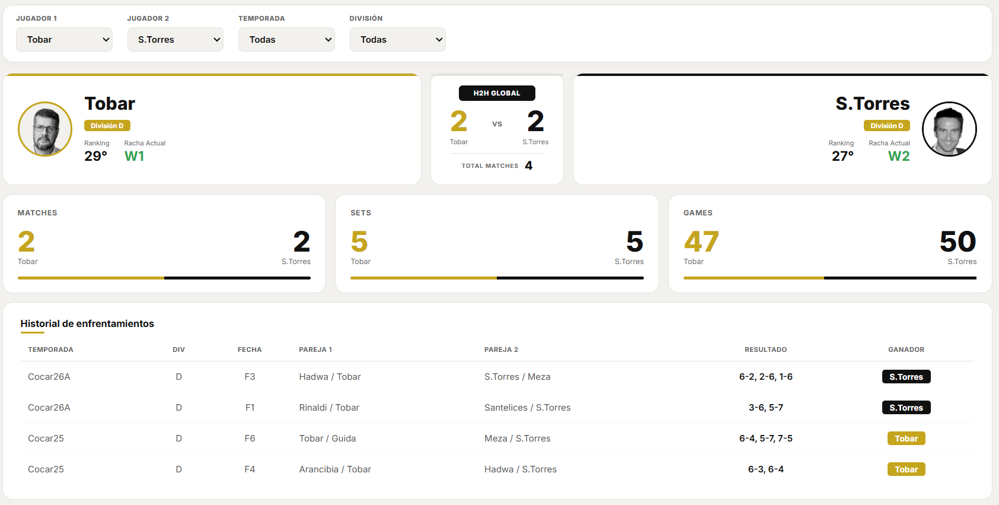 JUGADOR 1 JUGADOR 2 TEMPORADA DIVISIÓN
Tobar S.Torres Todas Todas
Tobar
División D
Ranking Racha Actual
29° W1
H2H GLOBAL
2 VS 2
Tobar S.Torres
TOTAL MATCHES 4
S.Torres
División D
Ranking Racha Actual
27° W2
MATCHES
2 2
Tobar S.Torres
SETS
5 5
Tobar S.Torres
GAMES
47 50
Tobar S.Torres
Historial de enfrentamientos
TEMPORADA DIV FECHA PAREJA 1 PAREJA 2 RESULTADO GANADOR
Cocar26A D F3 Hadwa / Tobar S.Torres / Meza 6-2, 2-6, 1-6 S.Torres
Cocar26A D F1 Rinaldi / Tobar Santelices / S.Torres 3-6, 5-7 S.Torres
Cocar25 D F6 Tobar / Guida Meza / S.Torres 6-4, 5-7, 7-5 Tobar
Cocar25 D F4 Arancibia / Tobar Hadwa / S.Torres 6-3, 6-4 Tobar